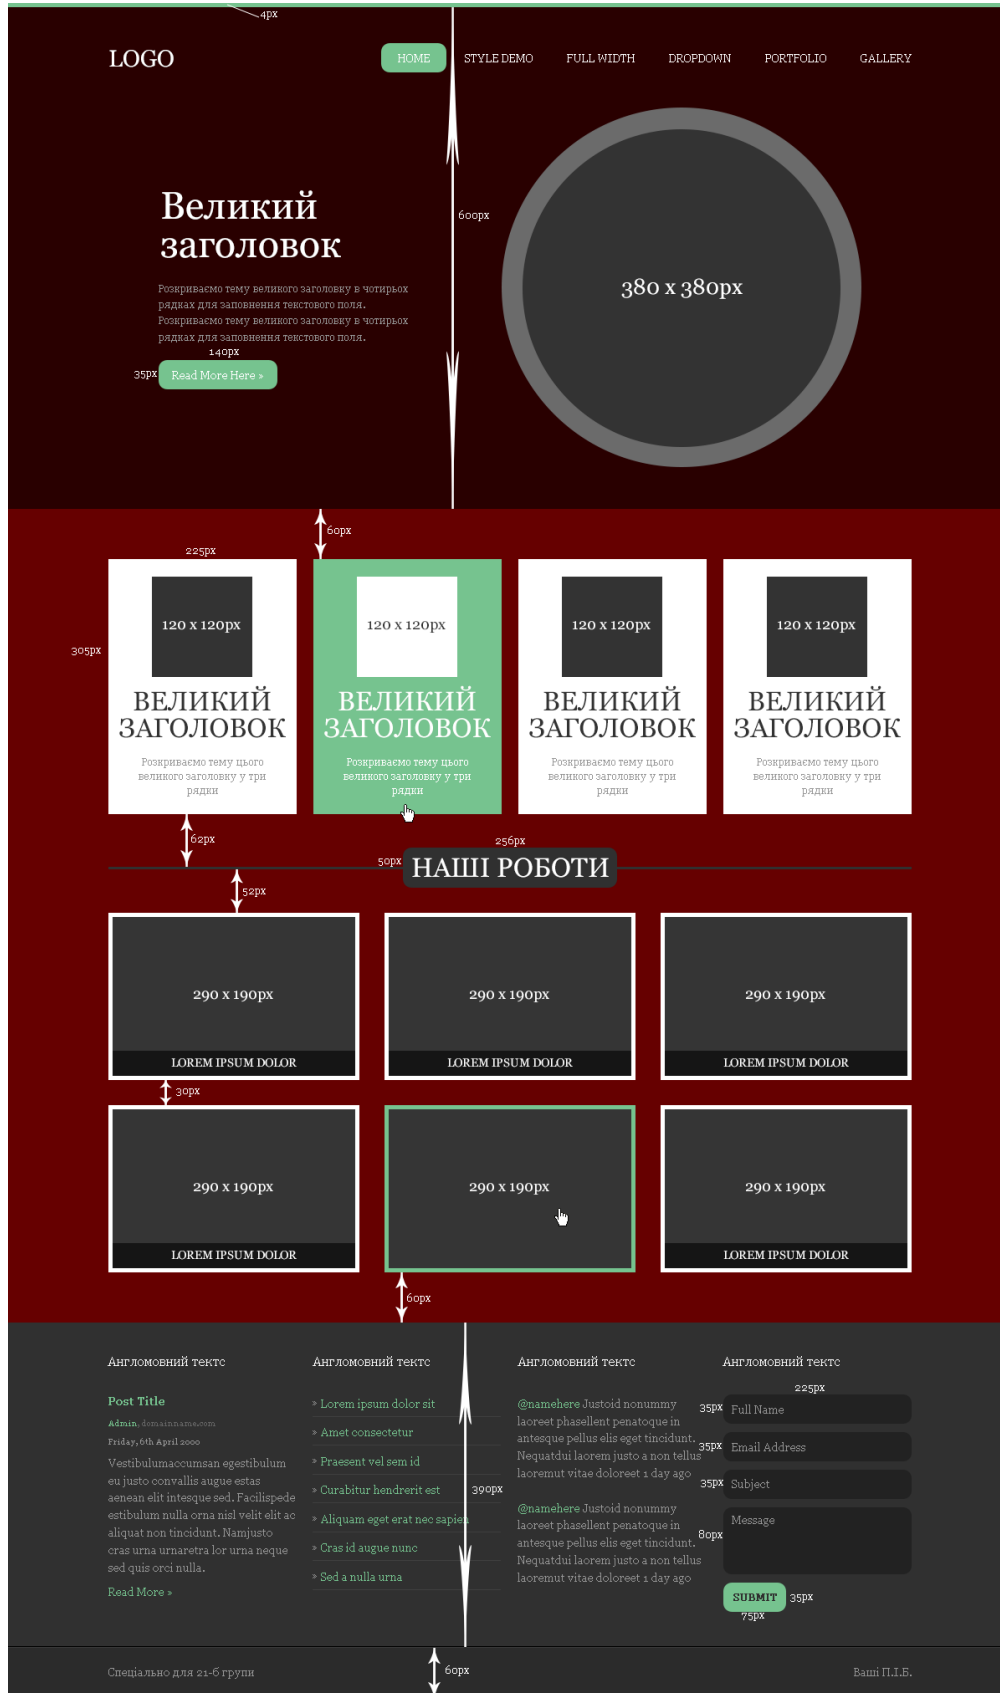 4px
LOGO
HOME
STYLE DEMO
FULL WIDTH
DROPDOWN
PORTFOLIO
GALLERY
Великий
заголовок
600px
380 x 380px
Розкриваємо тему великого заголовку в чотирьох
рядках для заповнення текстового поля.
Розкриваємо тему великого заголовку в чотирьох
рядках для заповнення текстового поля.
140px
35px
Read More Here »
60px
225px
305px
120 x 120px
ВЕЛИКИЙ
ЗАГОЛОВОК
Розкриваємо тему цього
великого заголовку у три
рядки
120 x 120px
ВЕЛИКИЙ
ЗАГОЛОВОК
Розкриваємо тему цього
великого заголовку у три
рядки
120 x 120px
ВЕЛИКИЙ
ЗАГОЛОВОК
Розкриваємо тему цього
великого заголовку у три
рядки
120 x 120px
ВЕЛИКИЙ
ЗАГОЛОВОК
Розкриваємо тему цього
великого заголовку у три
рядки
62px
256px
50px
НАШІ РОБОТИ
52px
290 x 190px
LOREM IPSUM DOLOR
290 x 190px
LOREM IPSUM DOLOR
290 x 190px
LOREM IPSUM DOLOR
30px
290 x 190px
LOREM IPSUM DOLOR
290 x 190px
290 x 190px
LOREM IPSUM DOLOR
60px
Англомовний тектс
Post Title
Admin, domainname.com
Friday, 6th April 2000
Vestibulumaccumsan egestibulum
eu justo convallis augue estas
aenean elit intesque sed. Facilispede
estibulum nulla orna nisl velit elit ac
aliquat non tincidunt. Namjusto
cras urna urnaretra lor urna neque
sed quis orci nulla.
Read More »
Англомовний тектс
» Lorem ipsum dolor sit
» Amet consectetur
» Praesent vel sem id
» Curabitur hendrerit est
» Aliquam eget erat nec sapien
» Cras id augue nunc
» Sed a nulla urna
390px
Англомовний тектс
@namehere Justoid nonummy
laoreet phasellent penatoque in
antesque pellus elis eget tincidunt.
Nequatdui laorem justo a non tellus
laoremut vitae doloreet 1 day ago
@namehere Justoid nonummy
laoreet phasellent penatoque in
antesque pellus elis eget tincidunt.
Nequatdui laorem justo a non tellus
laoremut vitae doloreet 1 day ago
Англомовний тектс
225px
35px
Full Name
35px
Email Address
35px
Subject
80px
Message
SUBMIT
35px
75px
Спеціально для 21-б групи
60px
Ваші П.І.Б.